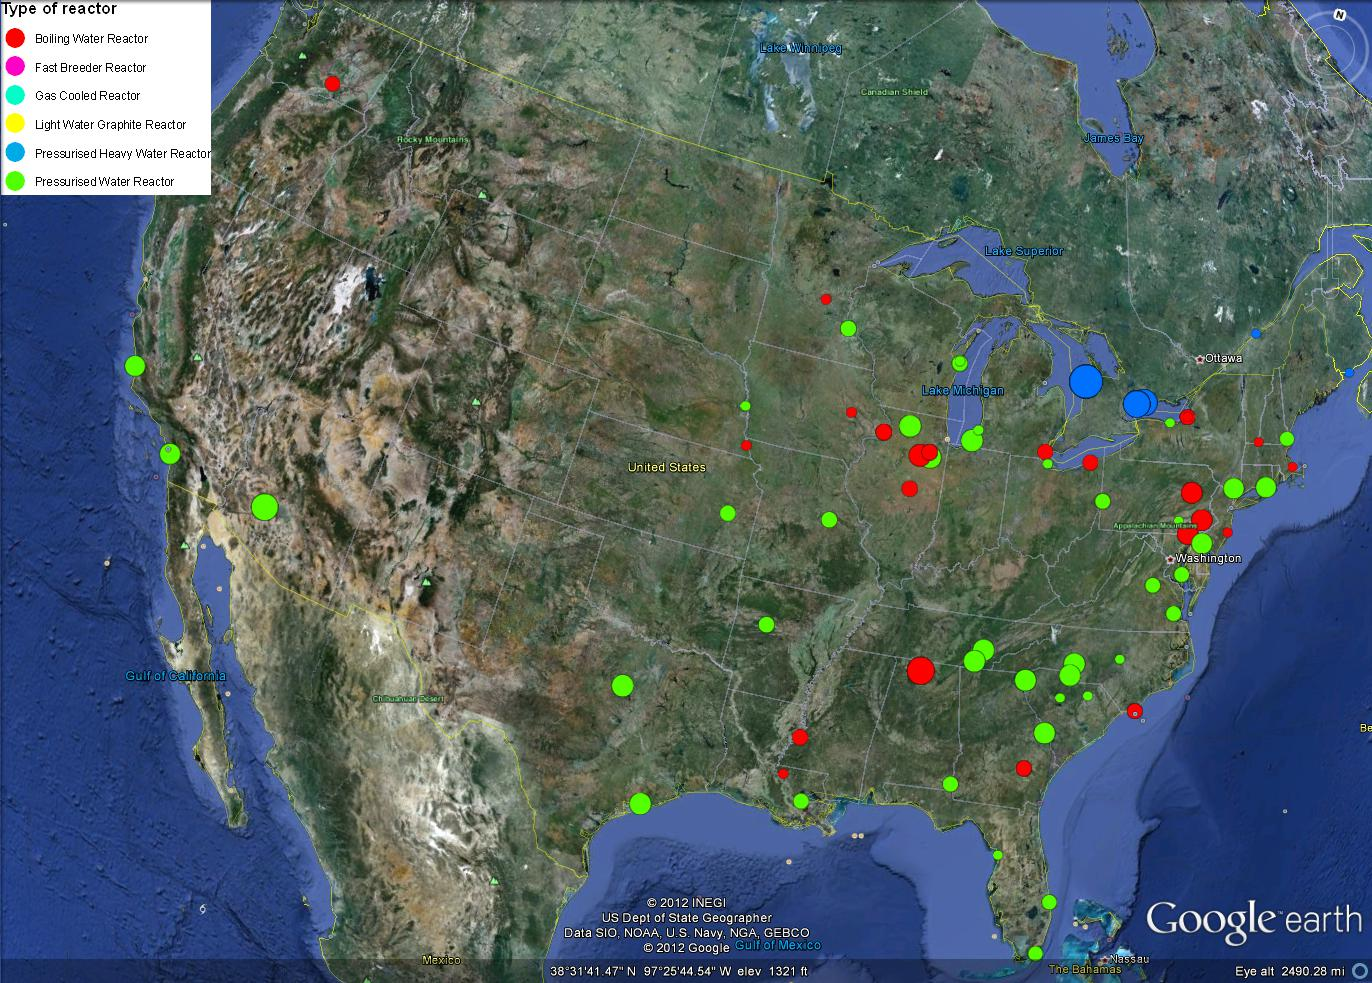 Type of reactor
Boiling Water Reactor
Fast Breeder Reactor
Gas Cooled Reactor
Light Water Graphite Reactor
Pressurised Heavy Water Reactor
Pressurised Water Reactor
N
Lake Winnipeg
Canadian Shield
James Bay
Rocky Mountains
Lake Superior
Ottawa
Lake Michigan
United States
Appalachian Mountains
Washington
Gulf of California
Chihuahuan Desert
Be
© 2012 INEGI
US Dept of State Geographer
Data SIO, NOAA, U.S. Navy, NGA, GEBCO
© 2012 Google
Gulf of Mexico
Google earth
Mexico
Nassau
The Bahamas
38°31'41.47" N 97°25'44.54" W elev 1321 ft
Eye alt 2490.28 mi